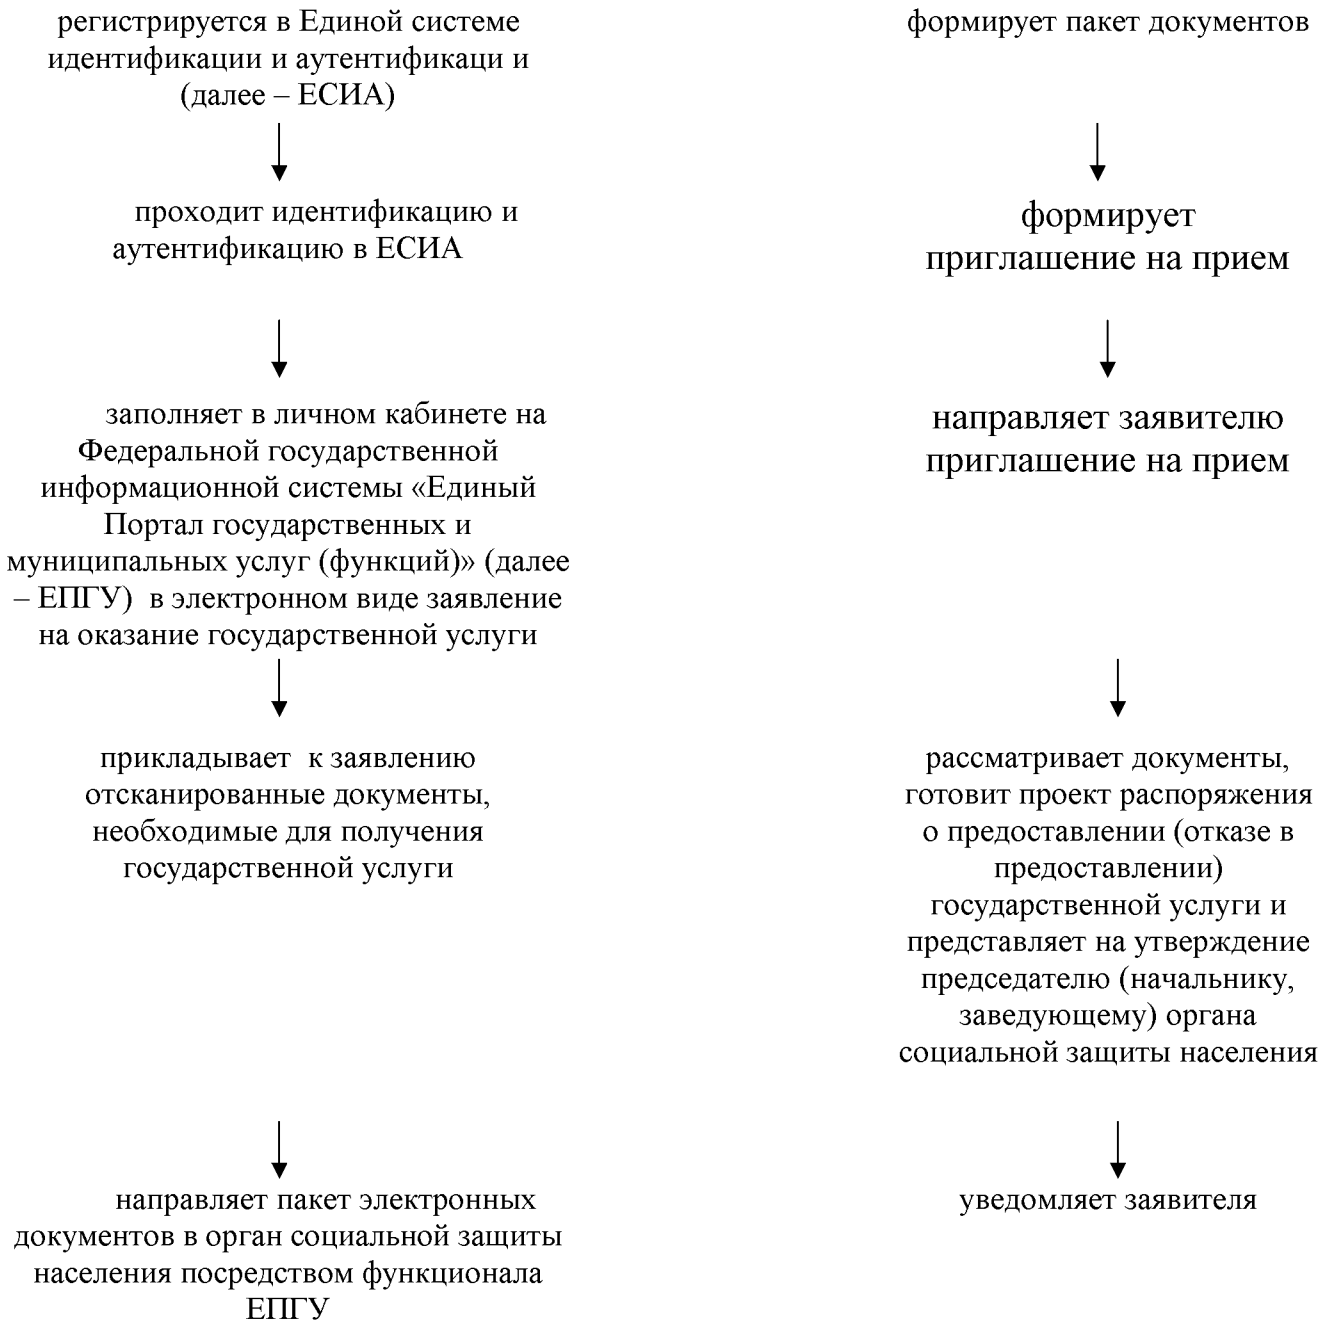 регистрируется в Единой системе
идентификации и аутентификаци и
(далее – ЕСИА)
проходит идентификацию и
аутентификацию в ЕСИА
заполняет в личном кабинете на
Федеральной государственной
информационной системы «Единый
Портал государственных и
муниципальных услуг (функций)» (далее
– ЕПГУ)  в электронном виде заявление
на оказание государственной услуги
прикладывает  к заявлению
отсканированные документы,
необходимые для получения
государственной услуги
направляет пакет электронных
документов в орган социальной защиты
населения посредством функционала
ЕПГУ
формирует пакет документов
формирует
приглашение на прием
направляет заявителю
приглашение на прием
рассматривает документы,
готовит проект распоряжения
о предоставлении (отказе в
предоставлении)
государственной услуги и
представляет на утверждение
председателю (начальнику,
заведующему) органа
социальной защиты населения
уведомляет заявителя